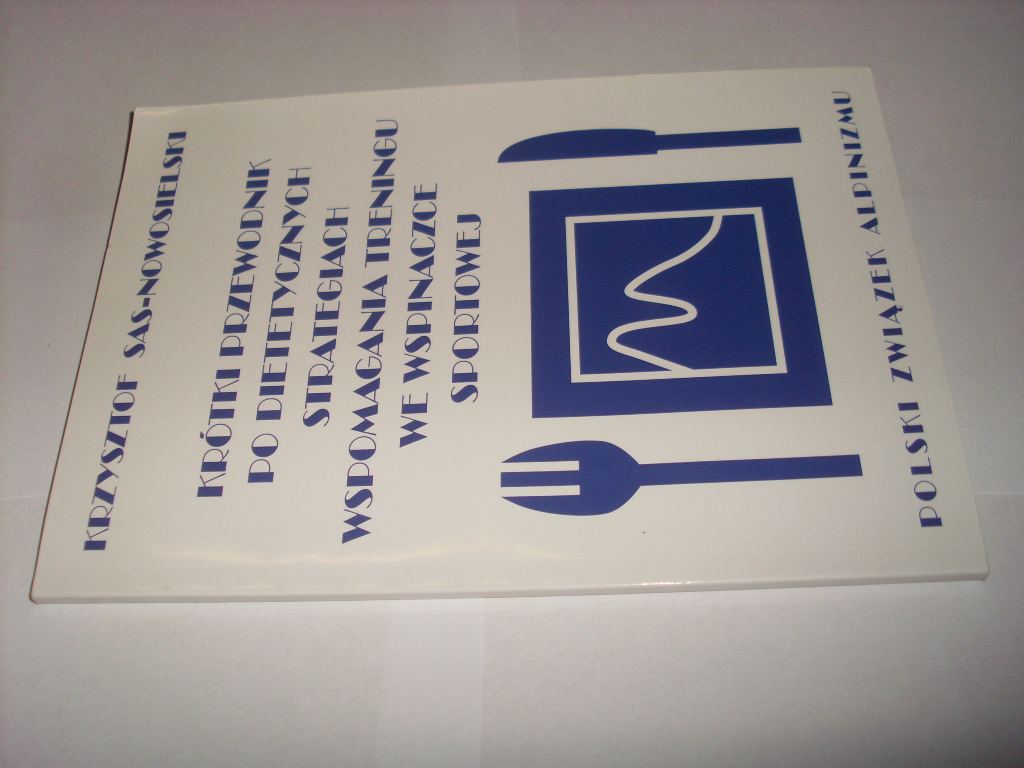 KRZYSZTOF SAS-NOWOSIELSKI
KRÓTKI PRZEWODNIK
PO DIETETYCZNYCH
STRATEGIACH
WSPOMAGANIA TRENINGU
WE WSPINACZCE
SPORTOWEJ
POLSKI ZWIĄZEK ALPINIZMU